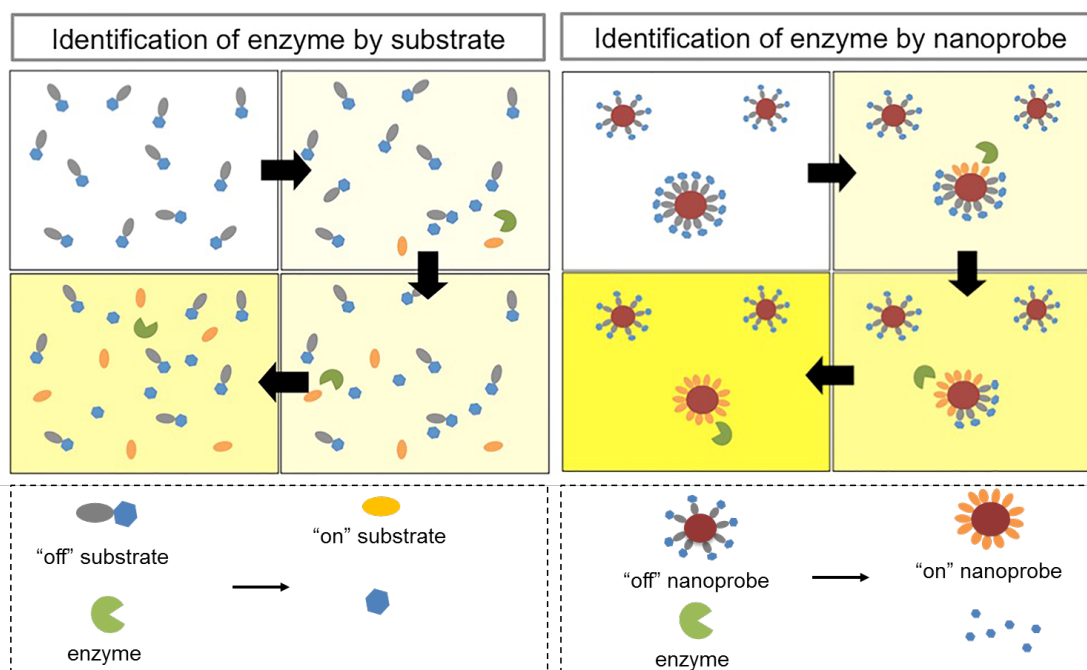 Identification of enzyme by substrate
Identification of enzyme by nanoprobe
“off” substrate
“on” substrate
enzyme
“off” nanoprobe
“on” nanoprobe
enzyme